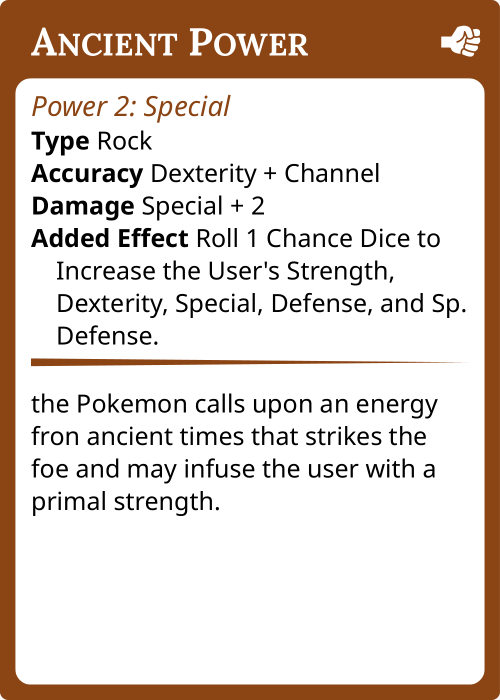 Ancient Power
Power 2: Special
Type Rock
Accuracy Dexterity + Channel
Damage Special + 2
Added Effect Roll 1 Chance Dice to
Increase the User's Strength,
Dexterity, Special, Defense, and Sp.
Defense.
the Pokemon calls upon an energy
fron ancient times that strikes the
foe and may infuse the user with a
primal strength.